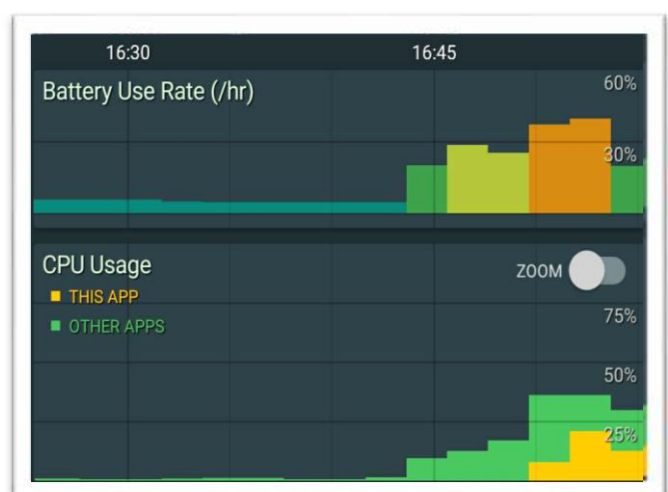 16:30 16:45
Battery Use Rate (/hr) 60%
30%
CPU Usage ZOOM
THIS APP
75%
OTHER APPS
50%
25%